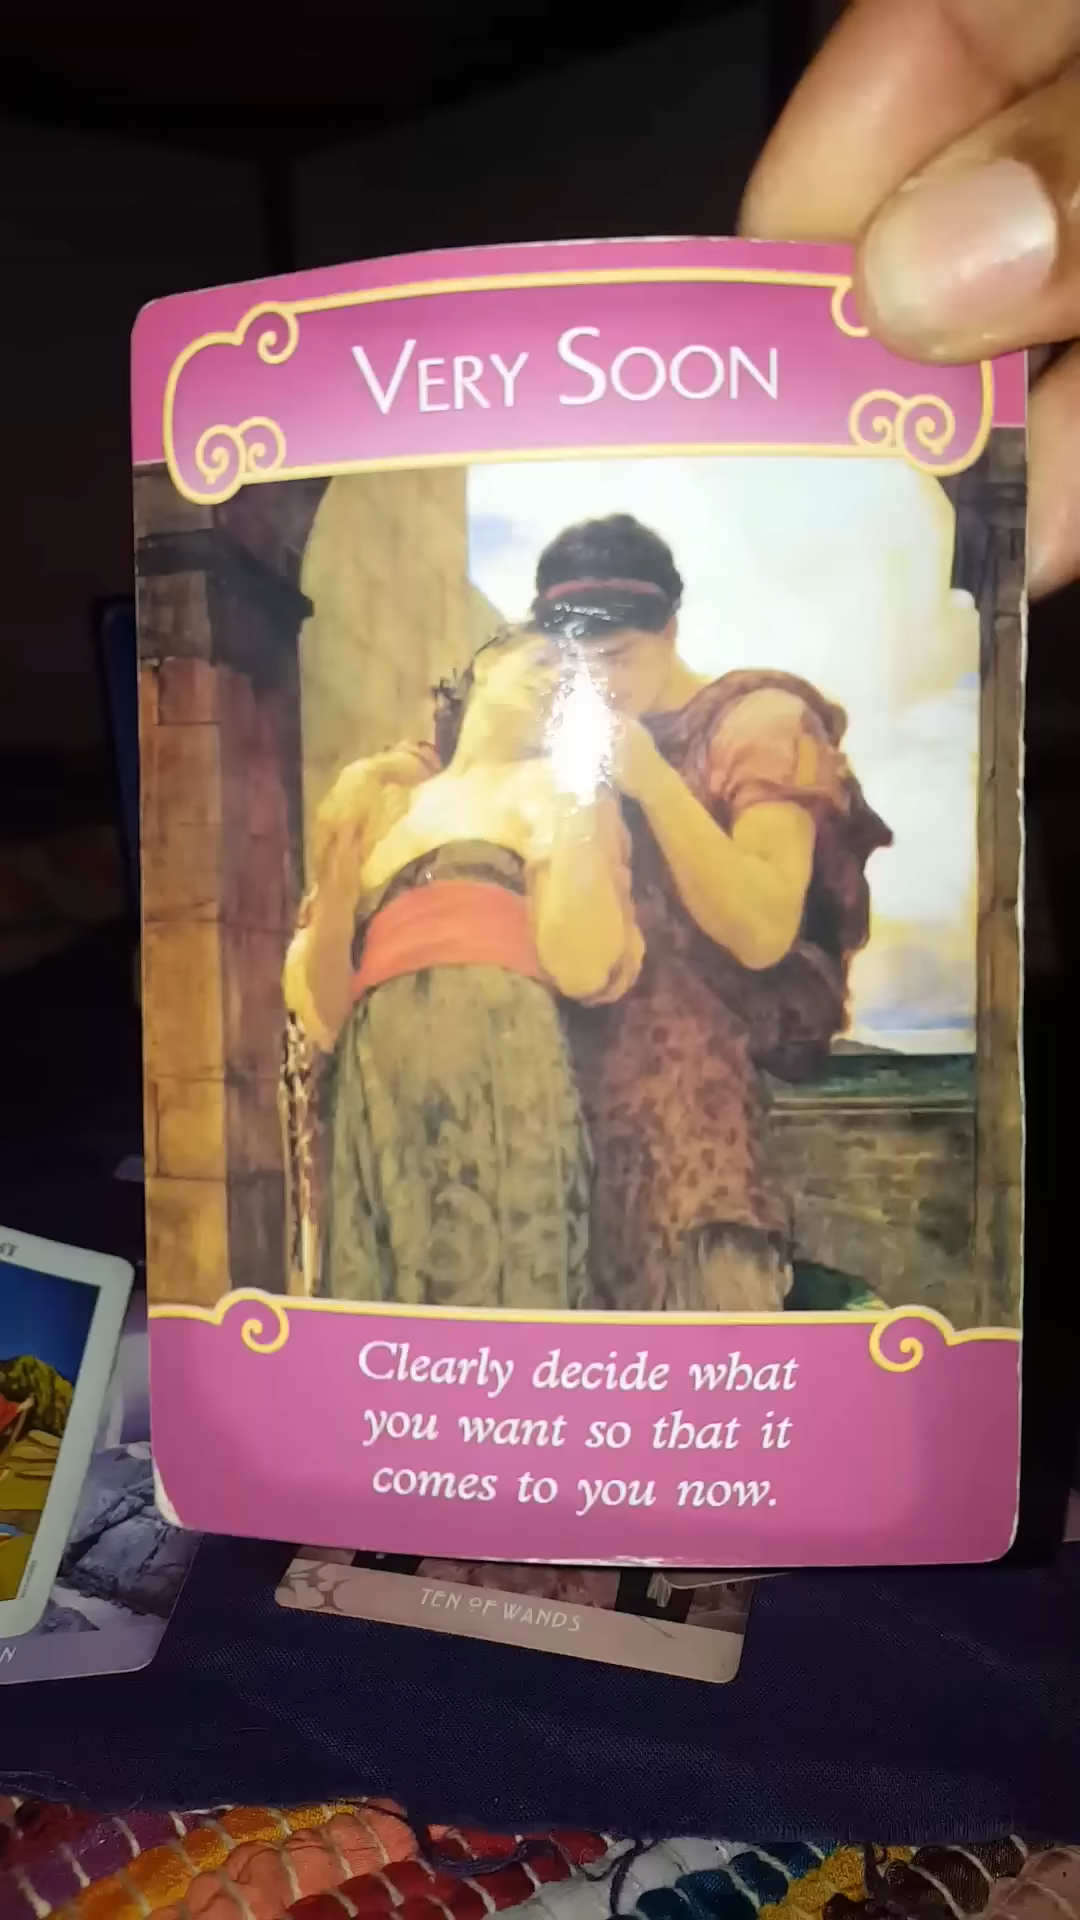 VERY SOON
Clearly decide what
you want so that it
comes to you now.
TEN OF WANDS